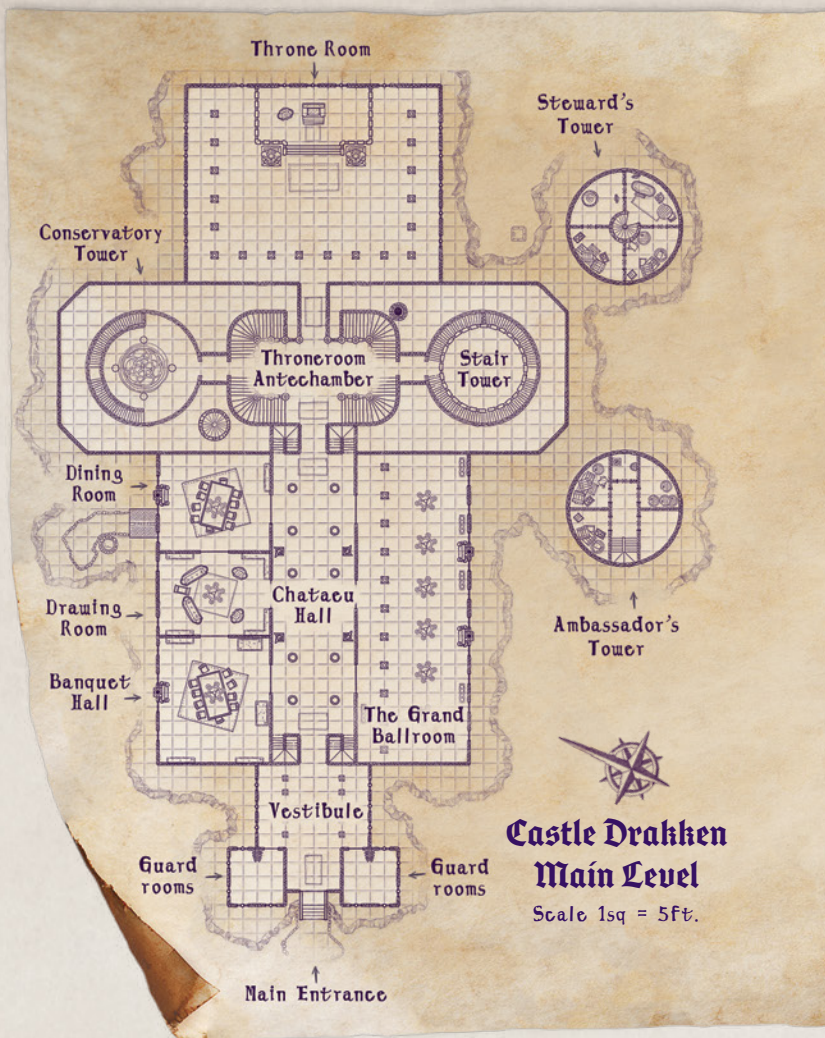 Throne Room
Steward's
Tower
Conservatory
Tower
Throneroom
Antechamber
Stair
Tower
Dining
Room
Chataeu
Hall
Drawing
Room
Ambassador's
Tower
Banquet
Hall
The Grand
Ballroom
Vestibule
Castle Drakken
Main Level
Scale 1sq = 5ft.
Guard
rooms
Guard
rooms
Main Entrance